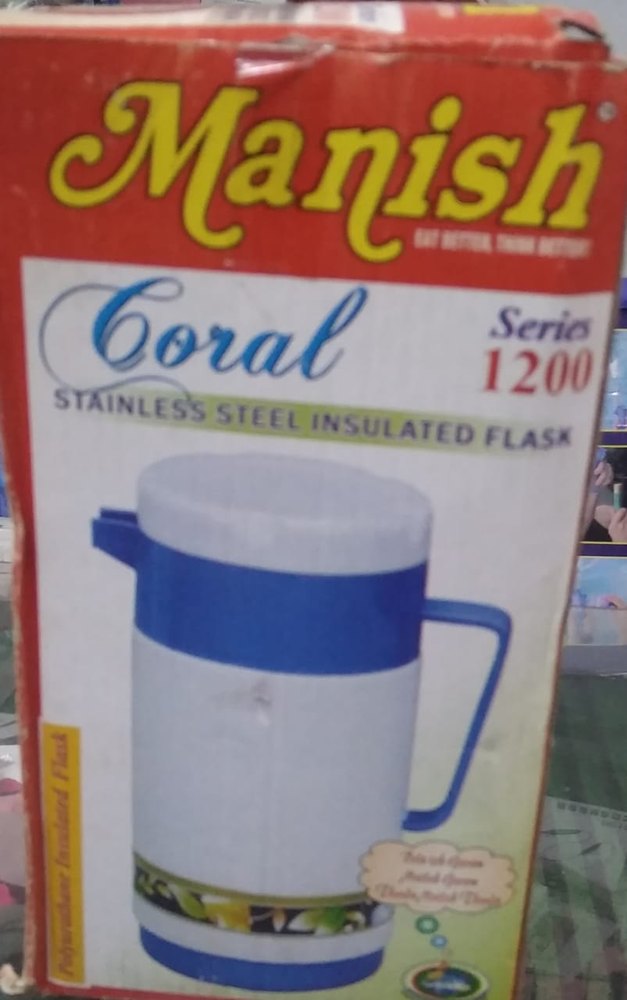 Manish
EAT BETTER, THINK BETTER
Coral
Series
1200
STAINLESS STEEL INSULATED FLASK
Polyurethane Insulated Flask